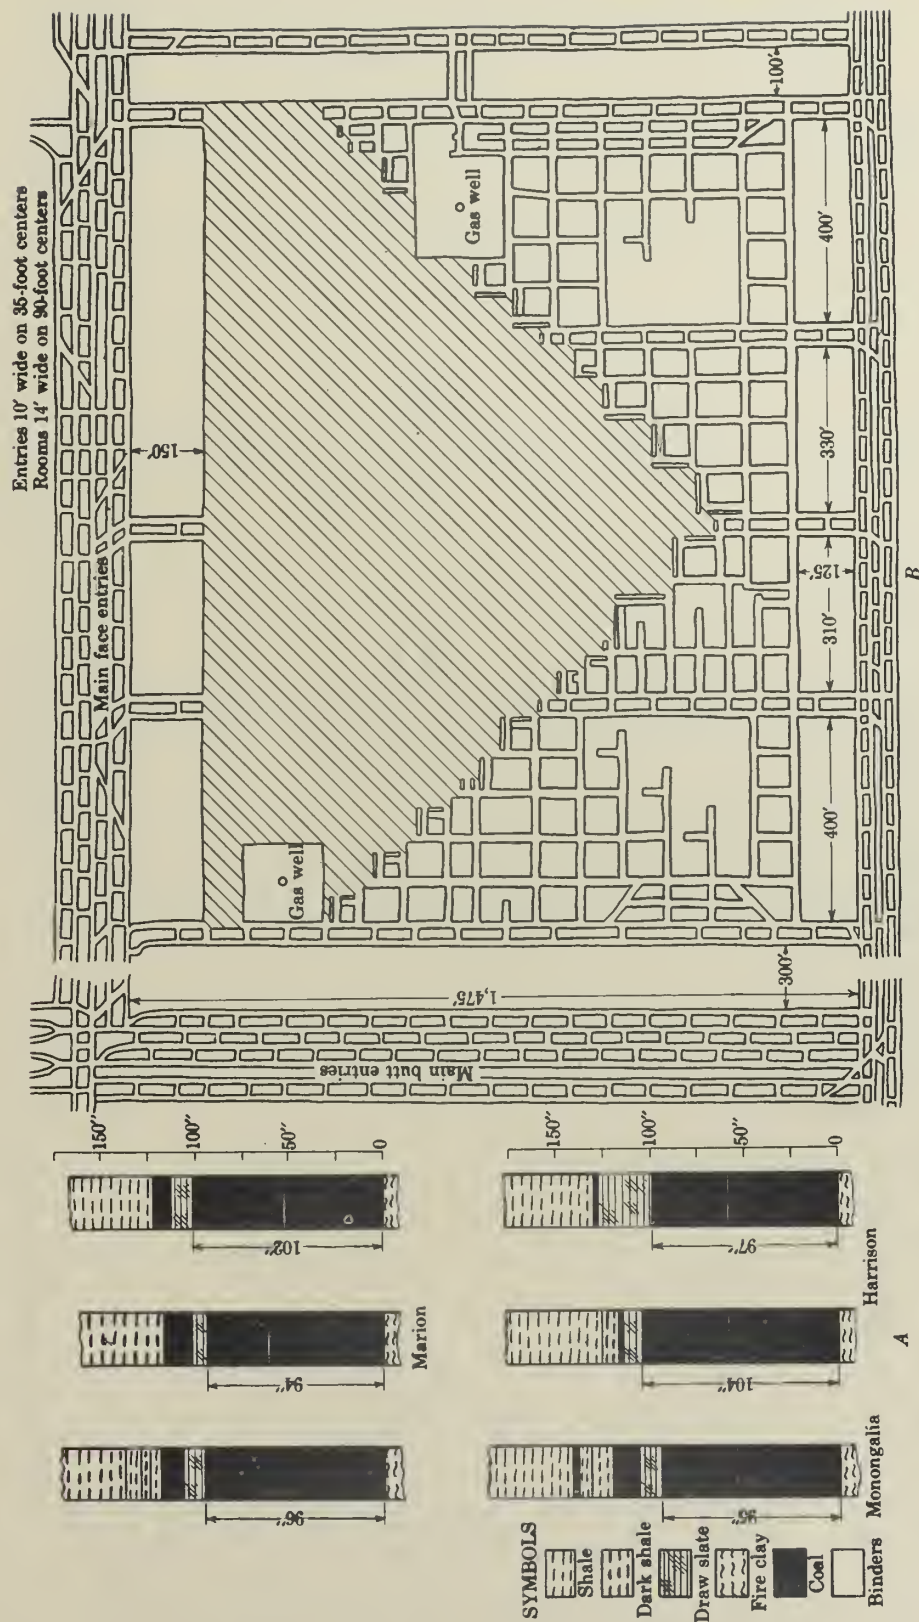 Entries 10' wide on 35-foot centers
Rooms 14' wide on 90-foot centers
Main face entries
150'
100'
Gas well
Gas well
400'
330'
310'
125'
400'
300'
1,475'
Main butt entries
B
150"
100"
50"
0
102"
94"
96"
Marion
150"
100"
50"
0
97"
104"
95"
Harrison
Monongalia
A
SYMBOLS
Shale
Dark shale
Draw slate
Fire clay
Coal
Binders